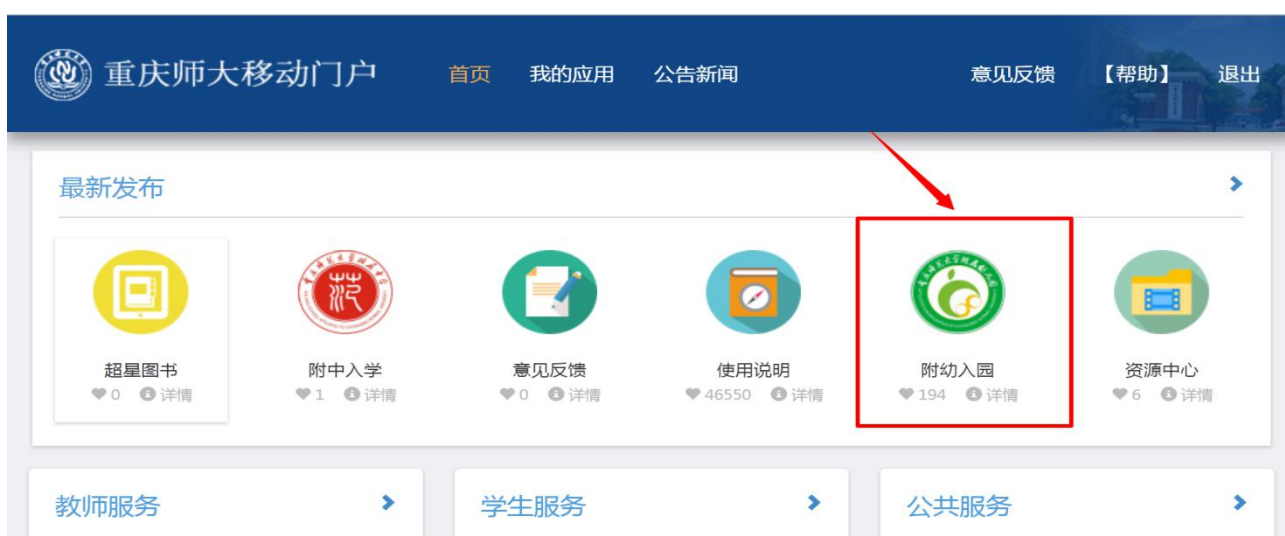 重庆师大移动门户 首页 我的应用 公告新闻 意见反馈 【帮助】 退出
最新发布
范
超星图书 附中入学 意见反馈 使用说明 附幼入园 资源中心
0 详情 1 详情 0 详情 46550 详情 194 详情 6 详情
教师服务 学生服务 公共服务